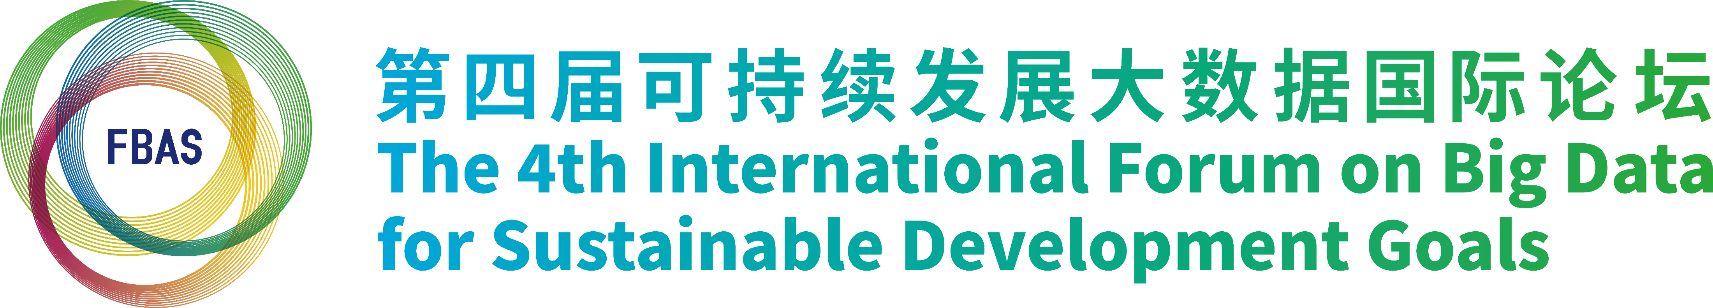 FBAS
第四届可持续发展大数据国际论坛
The 4th International Forum on Big Data
for Sustainable Development Goals